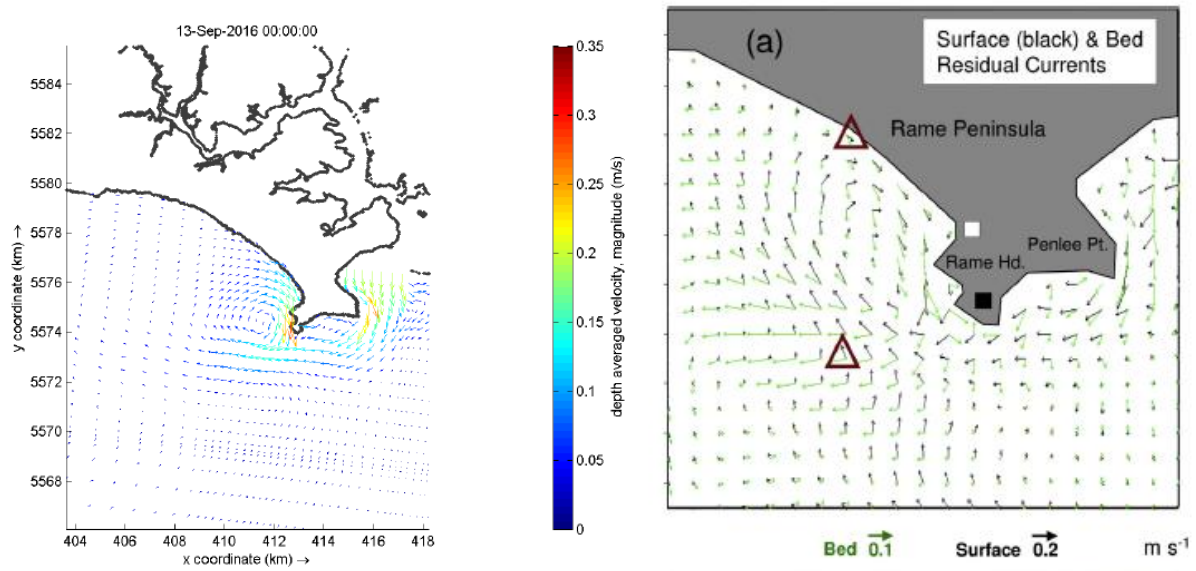 13-Sep-2016 00:00:00
5584
5582
5580
5578
5576
5574
5572
5570
5568
y coordinate (km) →
404 406 408 410 412 414 416 418
x coordinate (km) →
0.35
0.3
0.25
0.2
0.15
0.1
0.05
0
depth averaged velocity, magnitude (m/s)
(a)
Surface (black) & Bed
Residual Currents
Rame Peninsula
Penlee Pt.
Rame Hd.
Bed 0.1 Surface 0.2 m s-1